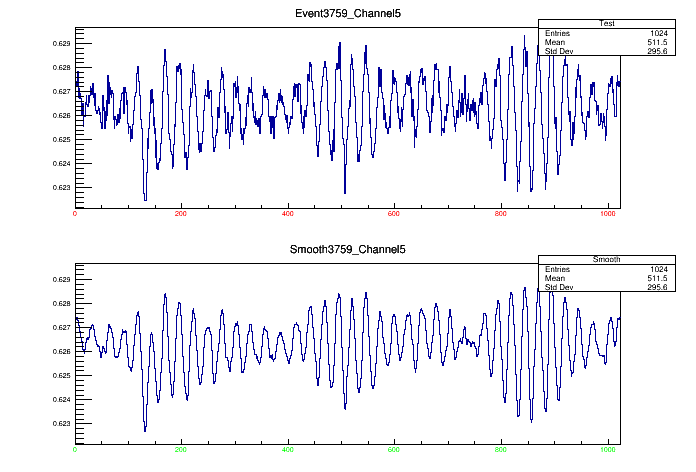 Event3759_Channel5
Test
Entries 1024
Mean 511.5
Std Dev 295.6
0.629
0.628
0.627
0.626
0.625
0.624
0.623
0 200 400 600 800 1000
Smooth3759_Channel5
Smooth
Entries 1024
Mean 511.5
Std Dev 295.6
0.629
0.628
0.627
0.626
0.625
0.624
0.623
0 200 400 600 800 1000